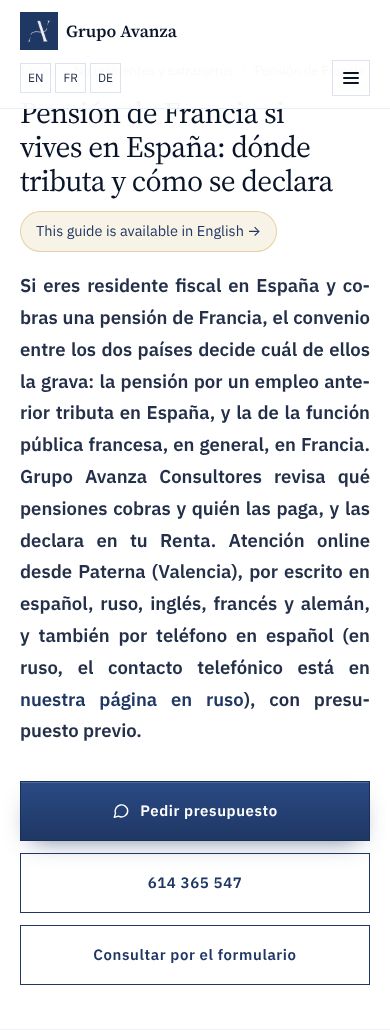 Grupo Avanza
EN FR DE
Pensión de Francia si
vives en España: dónde
tributa y cómo se declara
This guide is available in English →
Si eres residente fiscal en España y co-
bras una pensión de Francia, el convenio
entre los dos países decide cuál de ellos
la grava: la pensión por un empleo ante-
rior tributa en España, y la de la función
pública francesa, en general, en Francia.
Grupo Avanza Consultores revisa qué
pensiones cobras y quién las paga, y las
declara en tu Renta. Atención online
desde Paterna (Valencia), por escrito en
español, ruso, inglés, francés y alemán,
y también por teléfono en español (en
ruso, el contacto telefónico está en
nuestra página en ruso), con presu-
puesto previo.
Pedir presupuesto
614 365 547
Consultar por el formulario